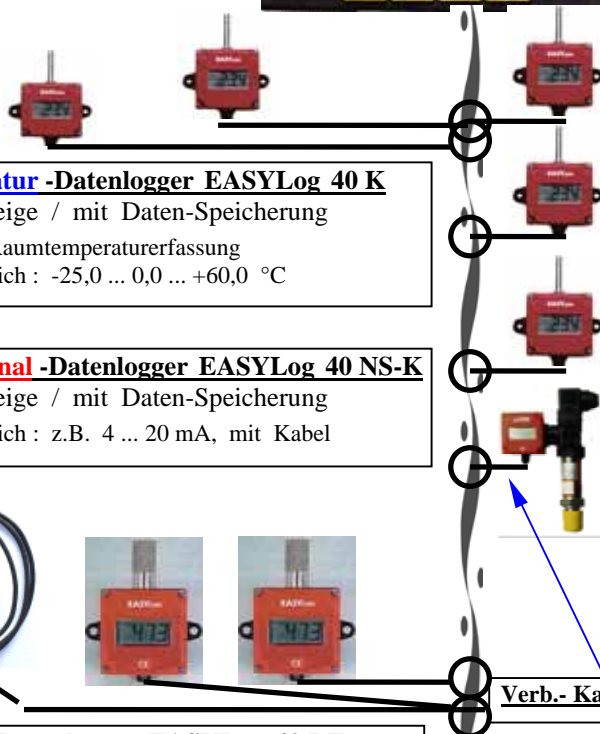 tur -Datenlogger EASYLog 40 K
eige / mit Daten-Speicherung
Raumtemperaturerfassung
ich : -25,0 ... 0,0 ... +60,0 °C
nal -Datenlogger EASYLog 40 NS-K
eige / mit Daten-Speicherung
ich : z.B. 4 ... 20 mA, mit Kabel
Verb.- Ka